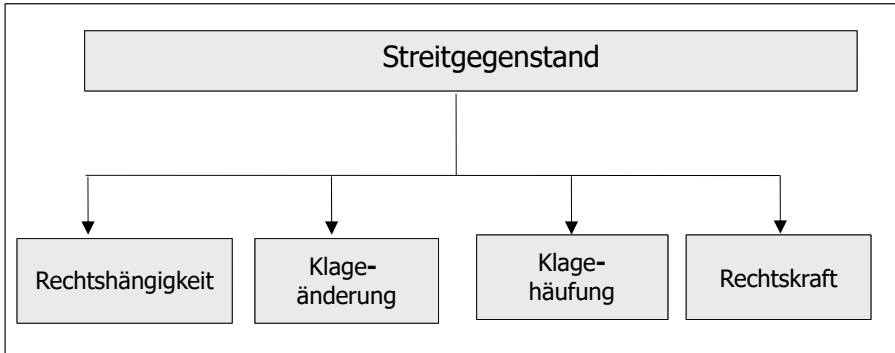 Streitgegenstand
Rechtshängigkeit
Klage-
änderung
Klage-
häufung
Rechtskraft